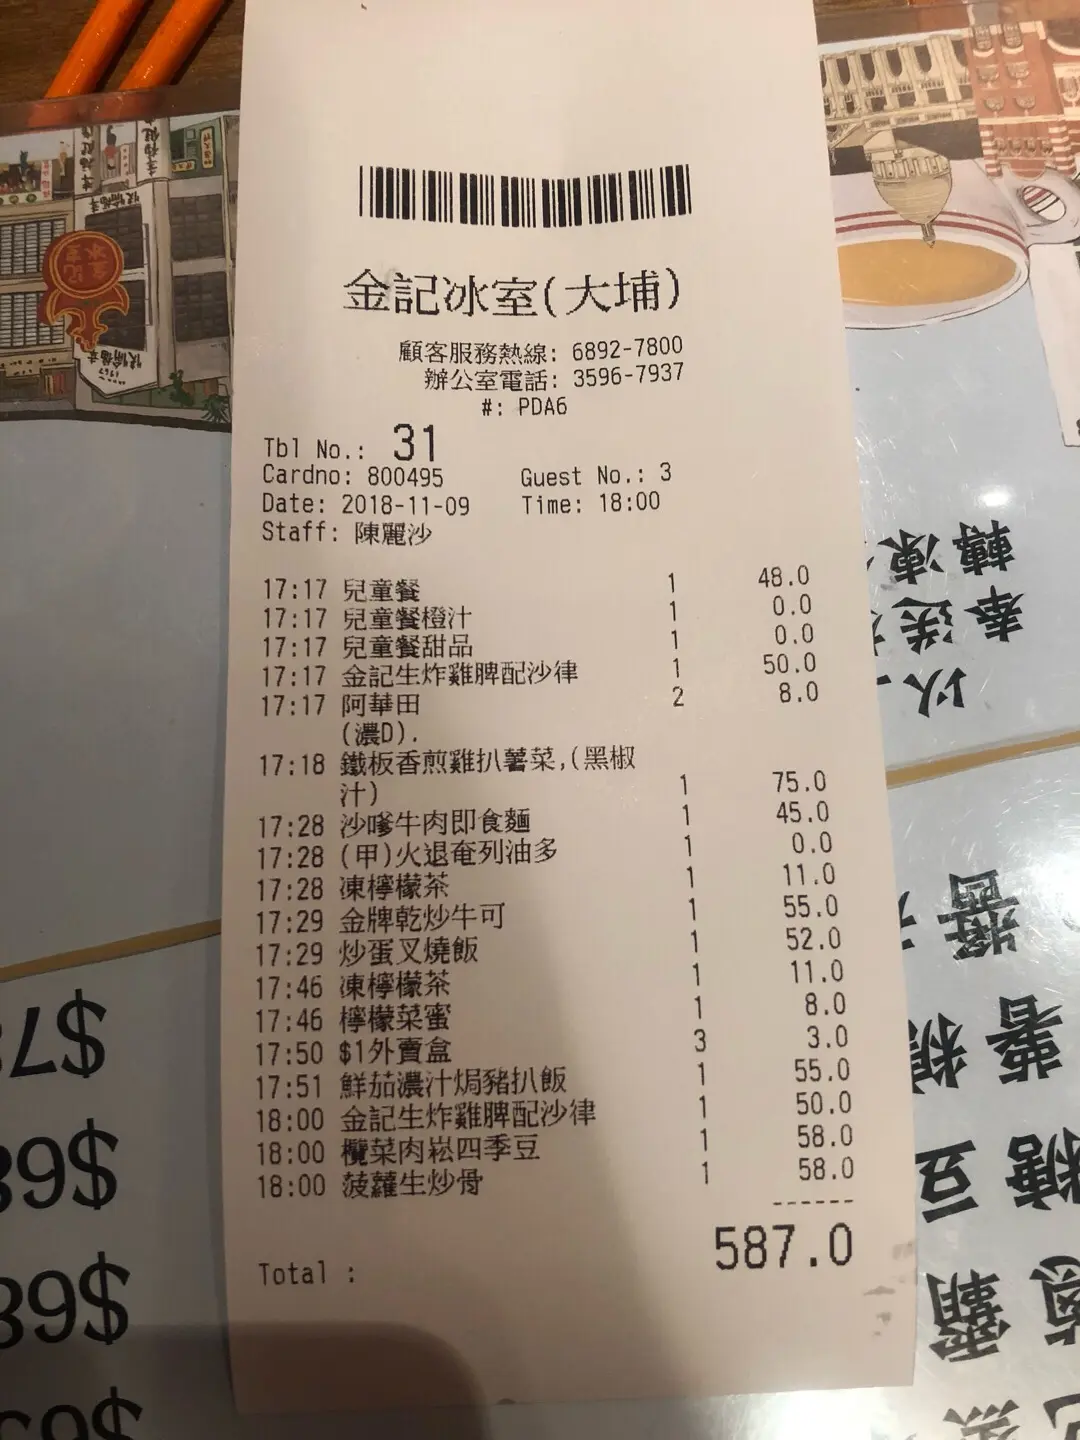 金記冰室(大埔)
顧客服務熱線: 6892-7800
辦公室電話: 3596-7937
#: PDA6
Tbl No.: 31
Cardno: 800495 Guest No.: 3
Date: 2018-11-09 Time: 18:00
Staff: 陳麗沙
17:17 兒童餐 1 48.0
17:17 兒童餐橙汁 1 0.0
17:17 兒童餐甜品 1 0.0
17:17 金記生炸雞脾配沙律 1 50.0
17:17 阿華田 2 8.0
(濃D).
17:18 鐵板香煎雞扒薯菜,(黑椒
汁) 1 75.0
17:28 沙嗲牛肉即食麵 1 45.0
17:28 (甲)火退奄列油多 1 0.0
17:28 凍檸檬茶 1 11.0
17:29 金牌乾炒牛可 1 55.0
17:29 炒蛋叉燒飯 1 52.0
17:46 凍檸檬茶 1 11.0
17:46 檸檬菜蜜 1 8.0
17:50 $1外賣盒 3 3.0
17:51 鮮茄濃汁焗豬扒飯 1 55.0
18:00 金記生炸雞脾配沙律 1 50.0
18:00 欖菜肉崧四季豆 1 58.0
18:00 菠蘿生炒骨 1 58.0
------
Total : 587.0
轉凍
奉送
以
醬
薯
糖豆
霸